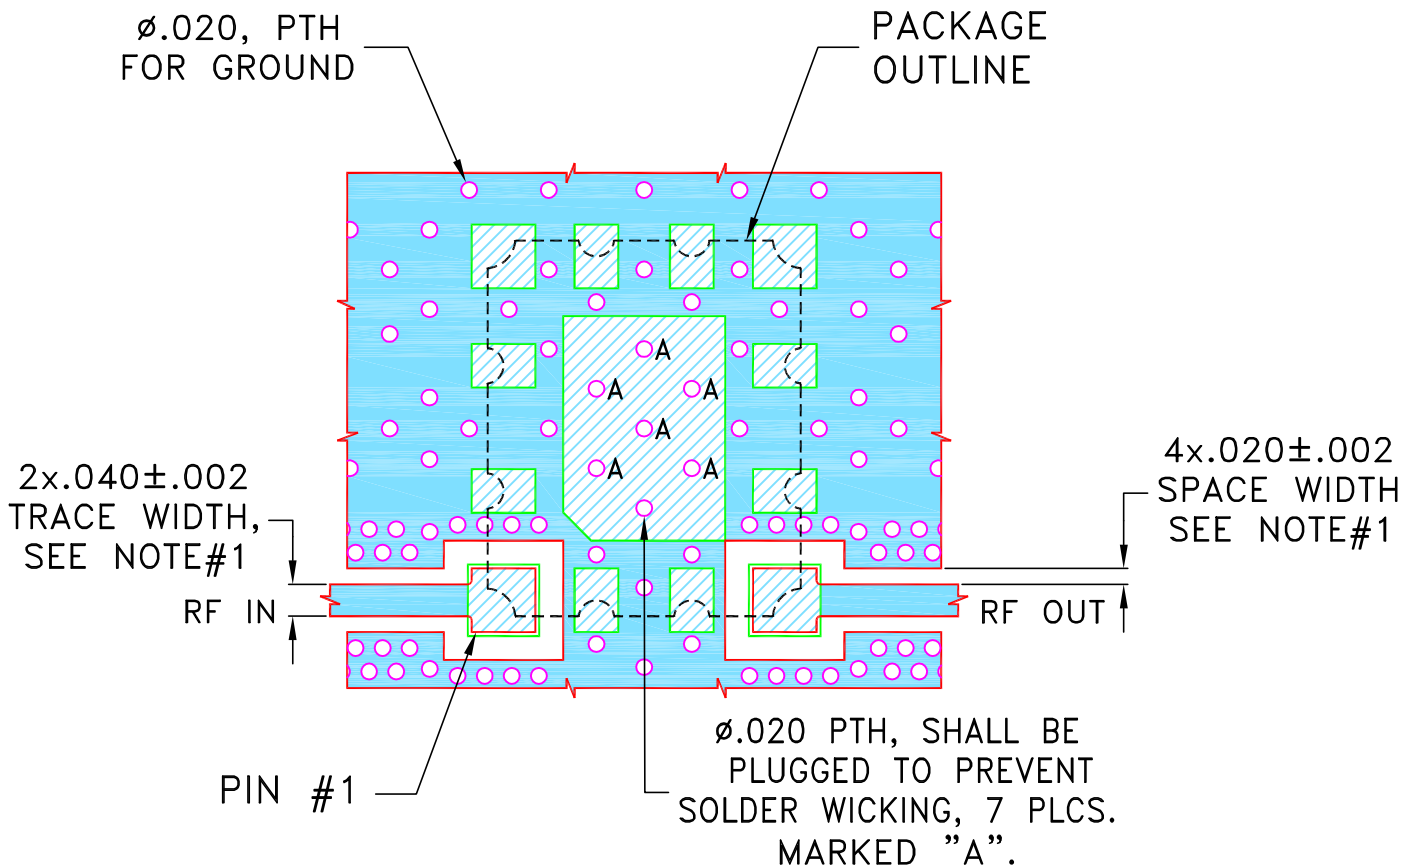 ø.020, PTH
FOR GROUND
PACKAGE
OUTLINE
A
A A
A
A A
2x.040±.002
TRACE WIDTH,
SEE NOTE#1
4x.020±.002
SPACE WIDTH
SEE NOTE#1
RF IN
RF OUT
PIN #1
ø.020 PTH, SHALL BE
PLUGGED TO PREVENT
SOLDER WICKING, 7 PLCS.
MARKED "A".